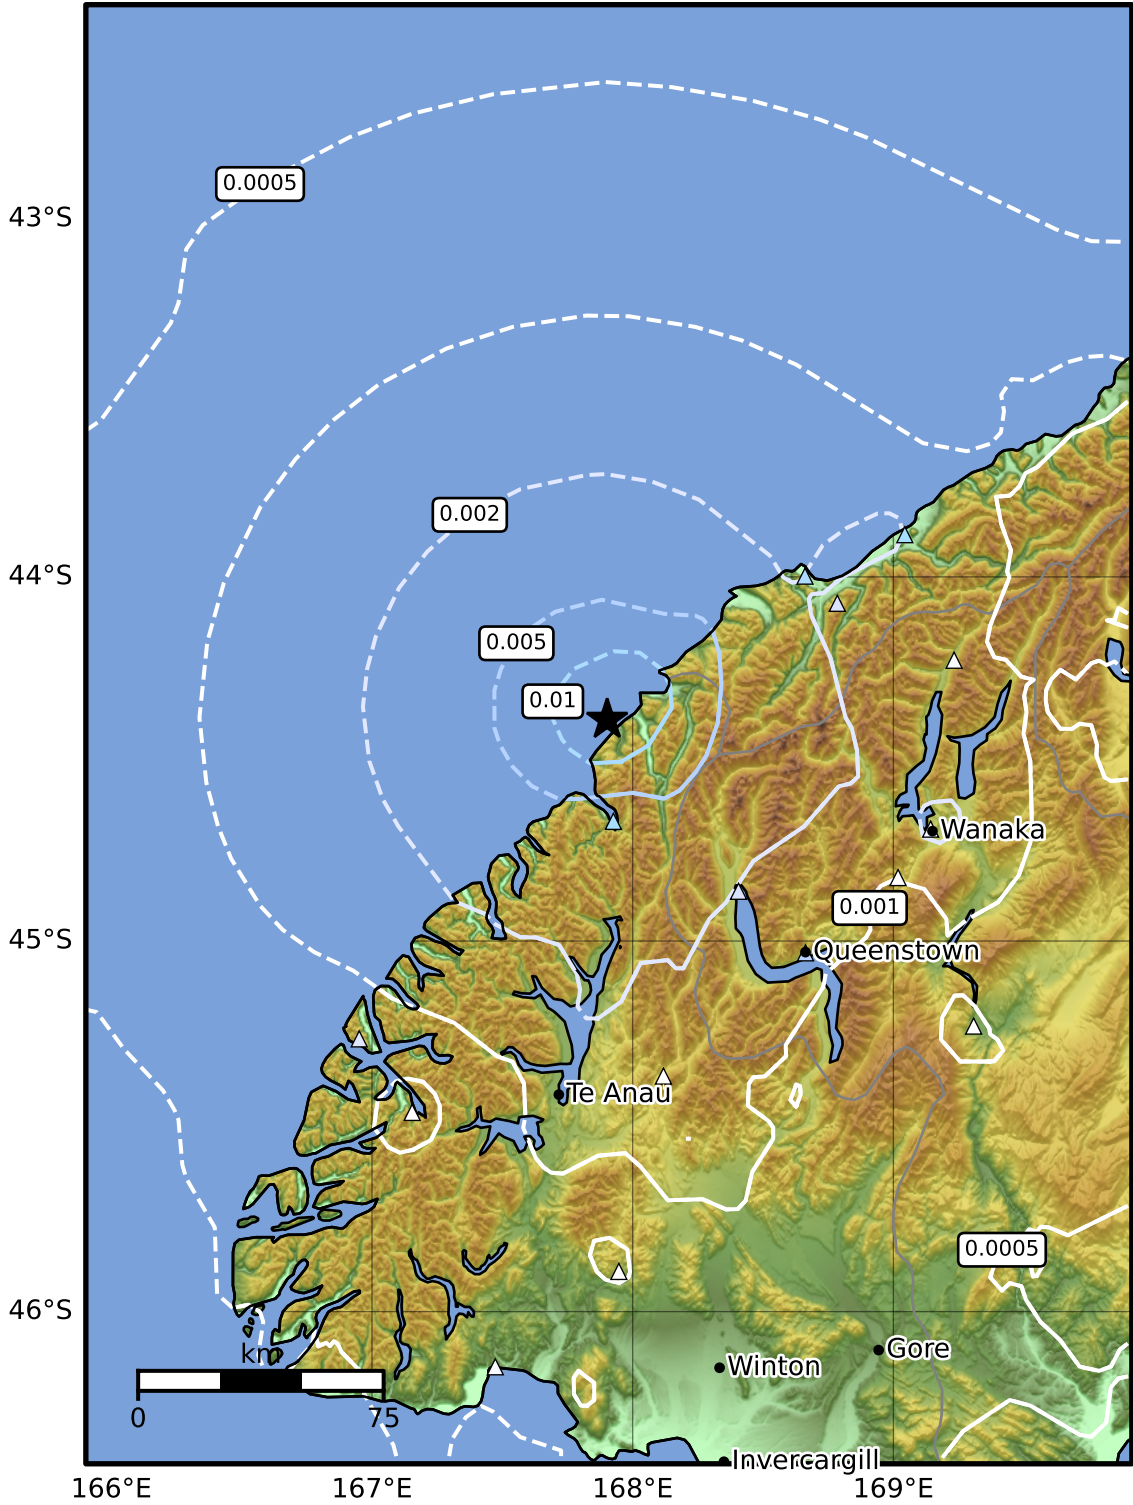 0.0005
43°S
0.002
44°S
0.005
0.01
Wanaka
0.001
45°S
Queenstown
Te Anau
0.0005
46°S
km
Gore
Winton
0
75
Invercargill
166°E
167°E
168°E
169°E